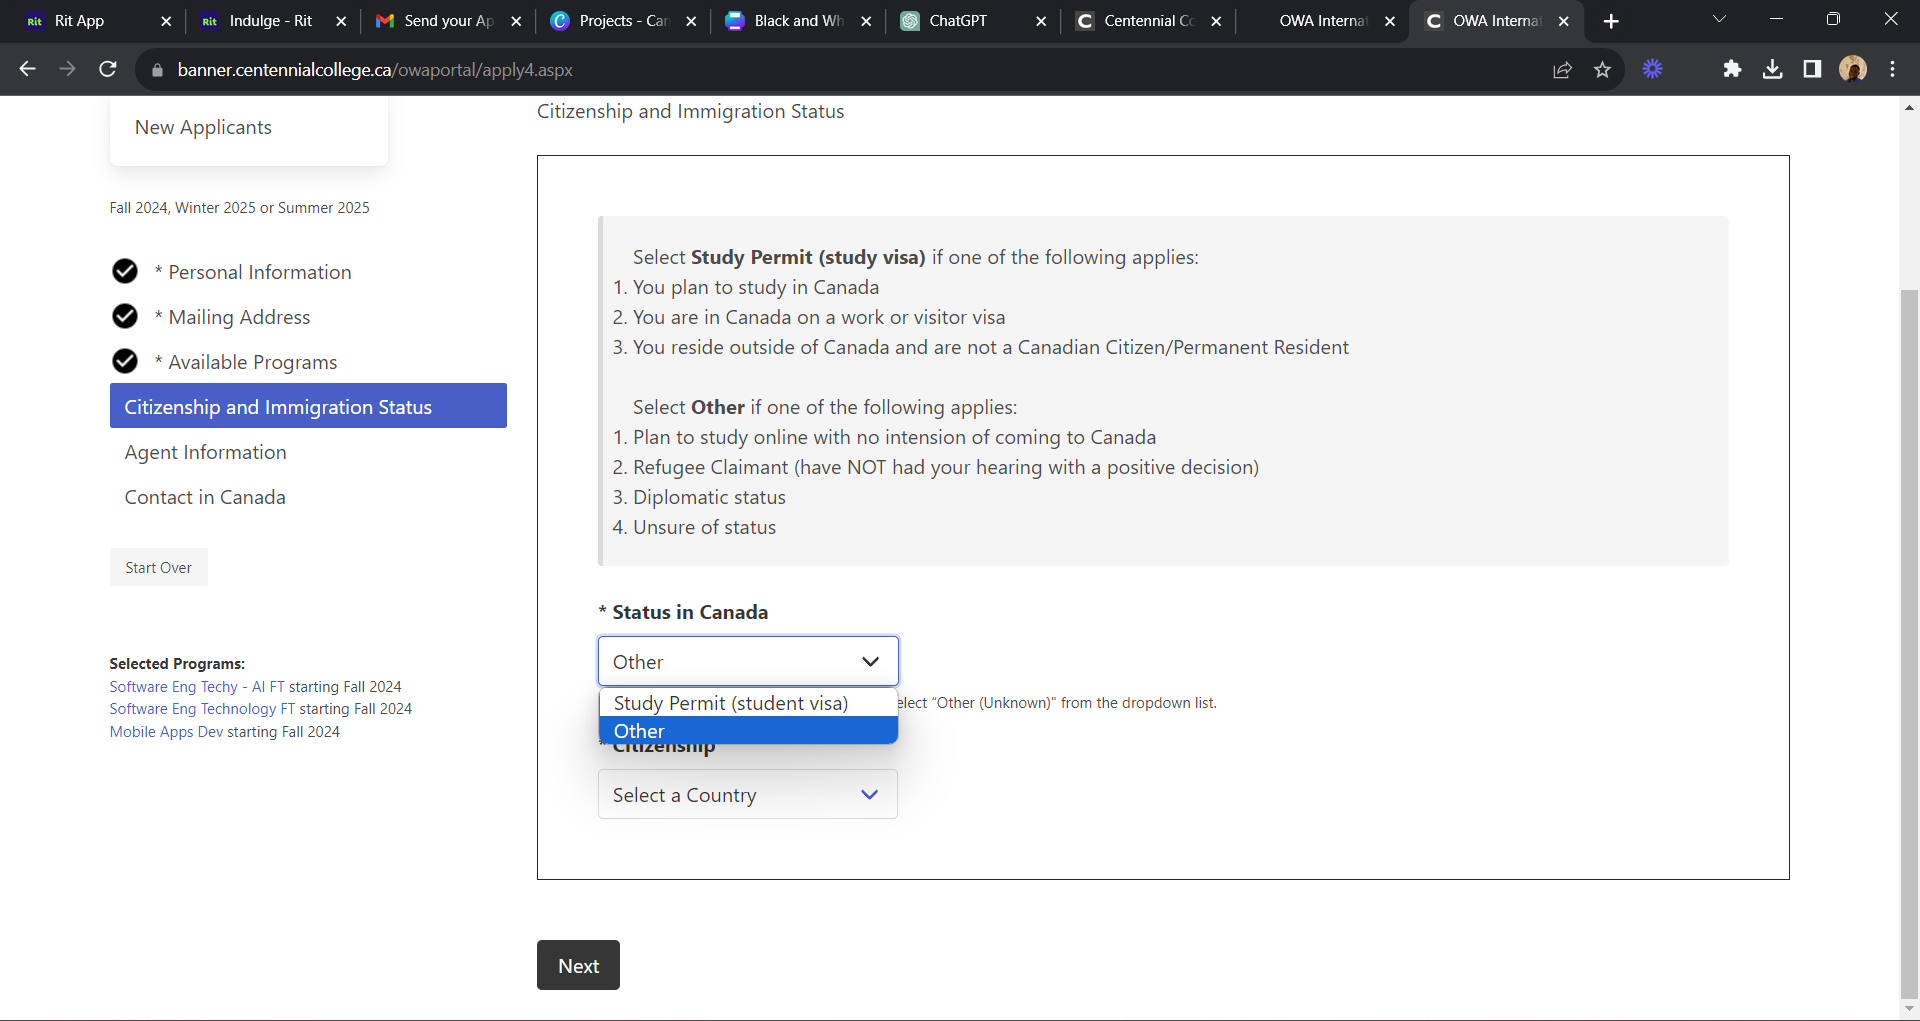 Rit Rit App
Rit Indulge - Rit
Send your Ap
C Projects - Can
Black and Wh
ChatGPT
C Centennial Co
OWA Internat
C OWA Internat
banner.centennialcollege.ca/owaportal/apply4.aspx
New Applicants
Fall 2024, Winter 2025 or Summer 2025
* Personal Information
* Mailing Address
* Available Programs
Citizenship and Immigration Status
Agent Information
Contact in Canada
Start Over
Selected Programs:
Software Eng Techy - AI FT starting Fall 2024
Software Eng Technology FT starting Fall 2024
Mobile Apps Dev starting Fall 2024
Citizenship and Immigration Status
Select Study Permit (study visa) if one of the following applies:
1. You plan to study in Canada
2. You are in Canada on a work or visitor visa
3. You reside outside of Canada and are not a Canadian Citizen/Permanent Resident
Select Other if one of the following applies:
1. Plan to study online with no intension of coming to Canada
2. Refugee Claimant (have NOT had your hearing with a positive decision)
3. Diplomatic status
4. Unsure of status
* Status in Canada
Other
Study Permit (student visa)
Other
elect “Other (Unknown)" from the dropdown list.
* Citizenship
Select a Country
Next